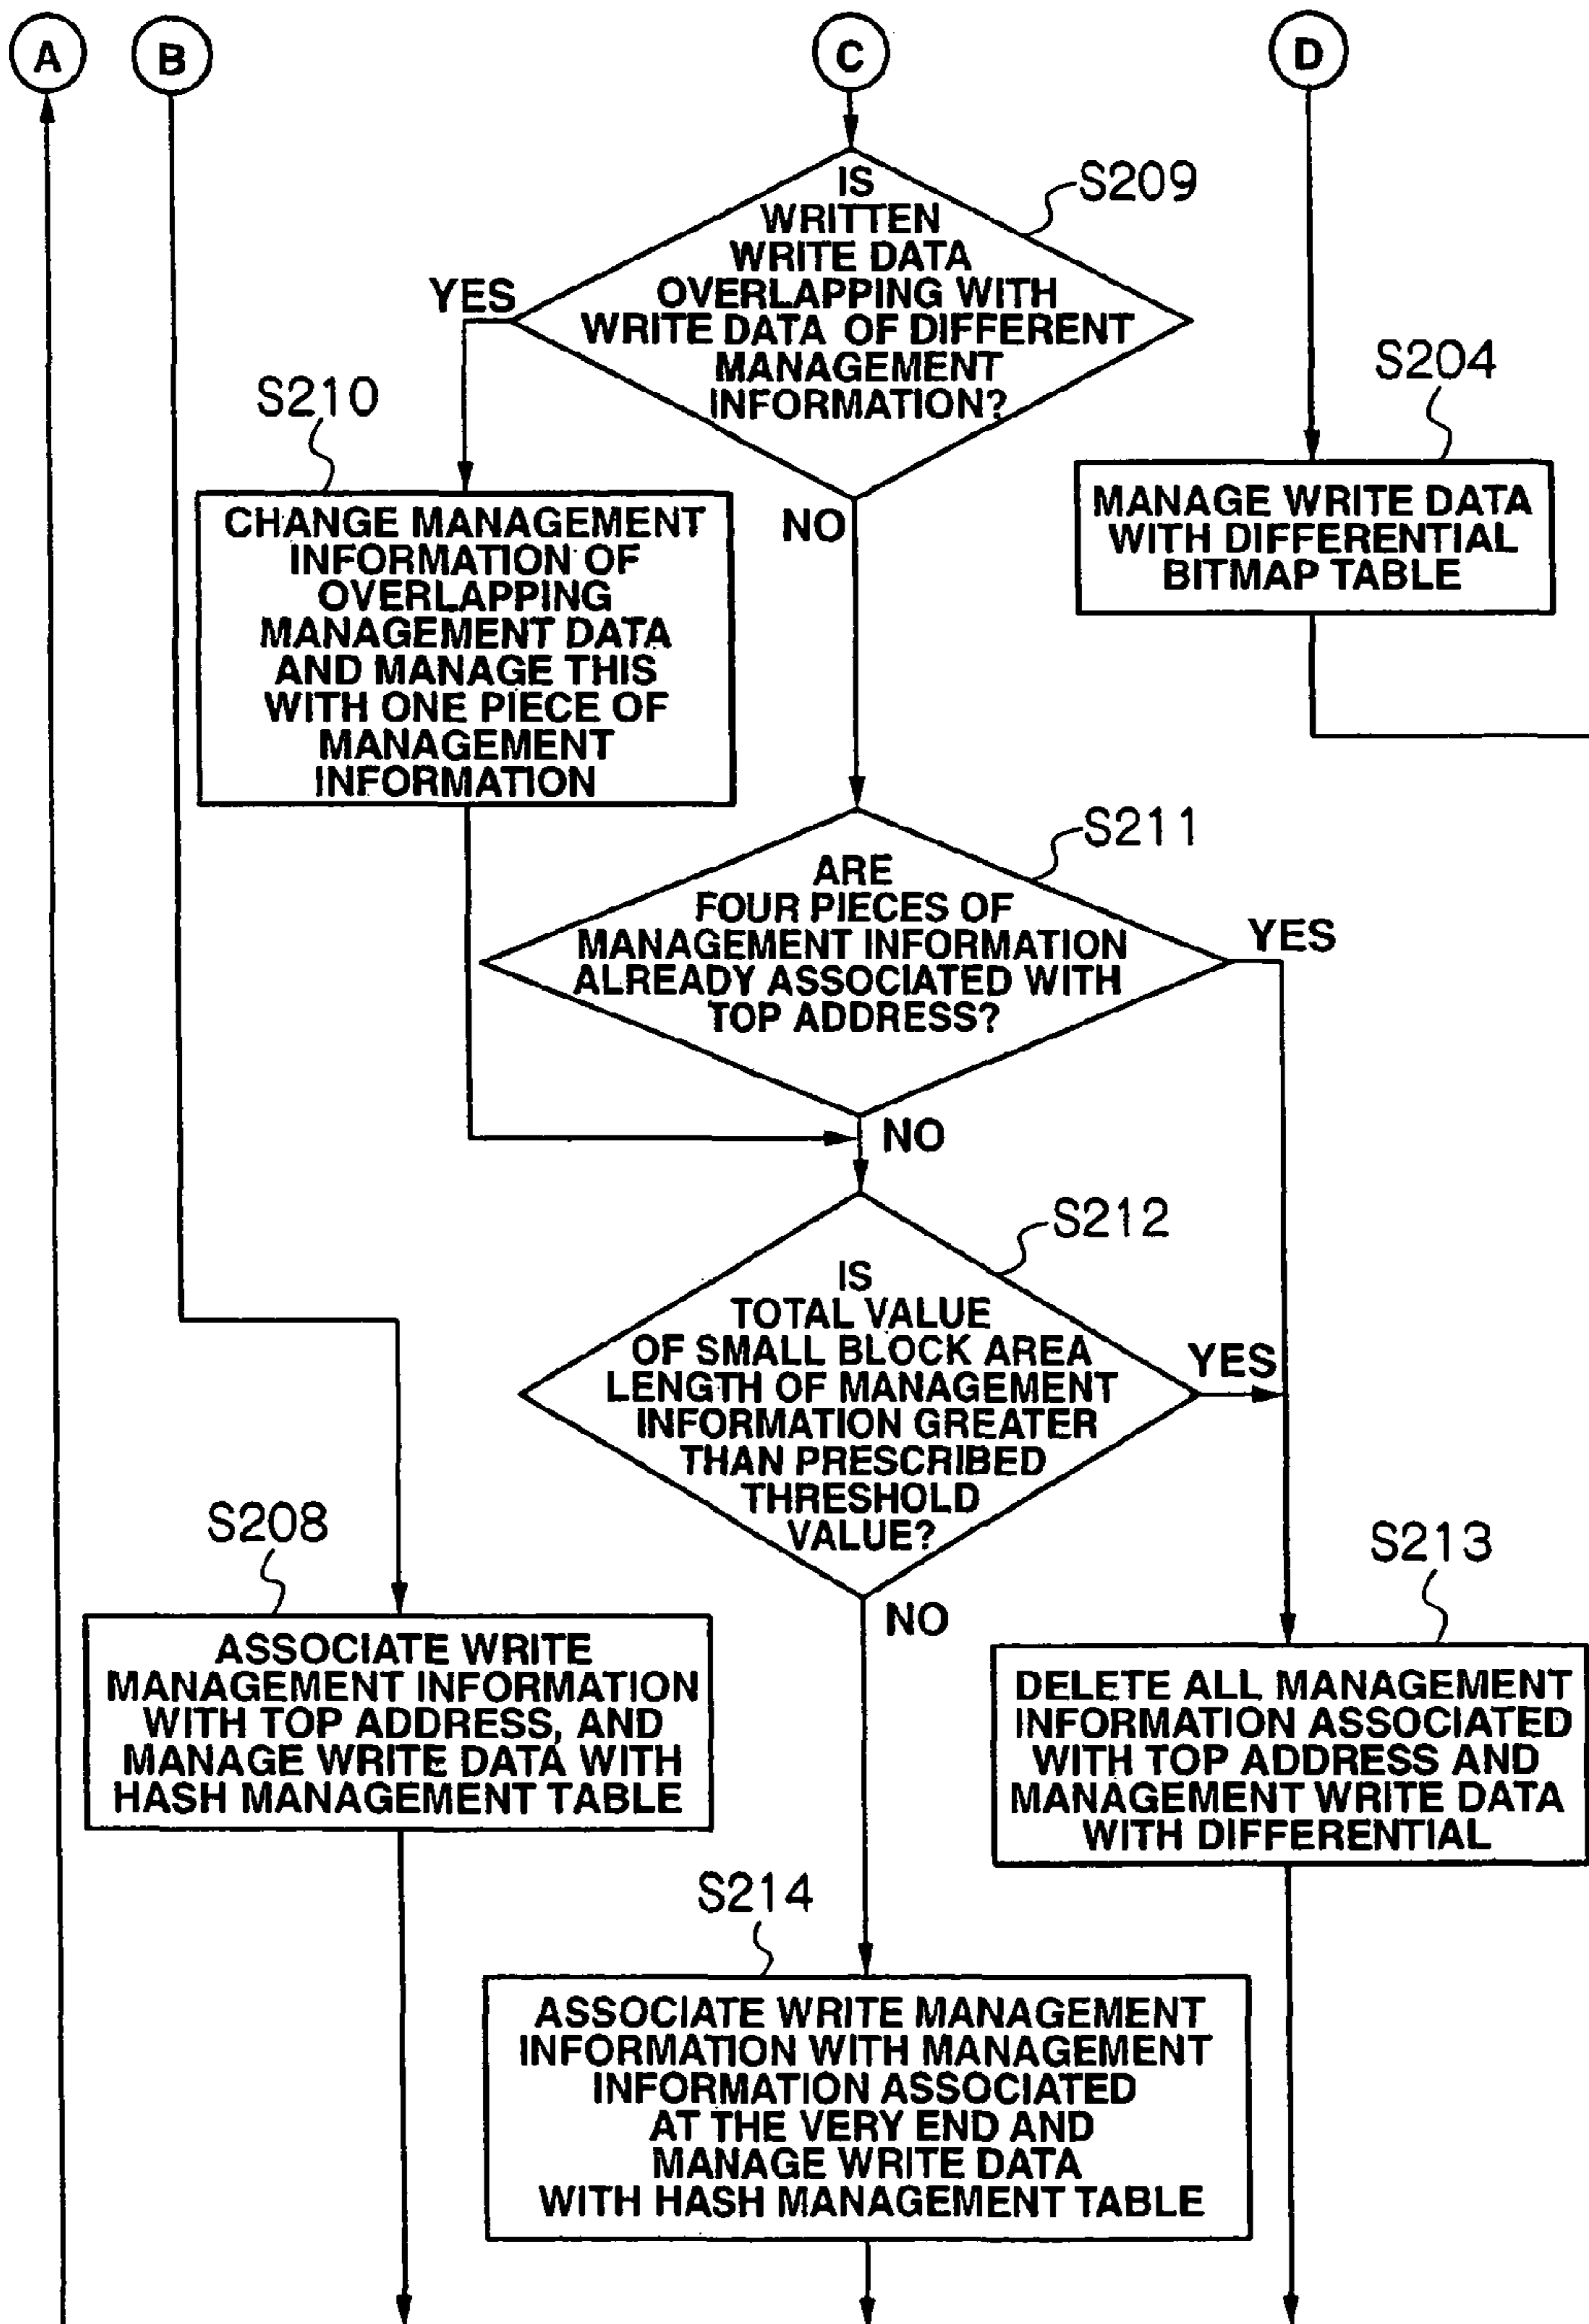 A
B
C
D
IS
WRITTEN
WRITE DATA
OVERLAPPING WITH
WRITE DATA OF DIFFERENT
MANAGEMENT
INFORMATION?
S209
YES
NO
S210
CHANGE MANAGEMENT
INFORMATION OF
OVERLAPPING
MANAGEMENT DATA
AND MANAGE THIS
WITH ONE PIECE OF
MANAGEMENT
INFORMATION
S204
MANAGE WRITE DATA
WITH DIFFERENTIAL
BITMAP TABLE
S211
ARE
FOUR PIECES OF
MANAGEMENT INFORMATION
ALREADY ASSOCIATED WITH
TOP ADDRESS?
YES
NO
S212
IS
TOTAL VALUE
OF SMALL BLOCK AREA
LENGTH OF MANAGEMENT
INFORMATION GREATER
THAN PRESCRIBED
THRESHOLD
VALUE?
YES
NO
S208
ASSOCIATE WRITE
MANAGEMENT INFORMATION
WITH TOP ADDRESS, AND
MANAGE WRITE DATA WITH
HASH MANAGEMENT TABLE
S213
DELETE ALL MANAGEMENT
INFORMATION ASSOCIATED
WITH TOP ADDRESS AND
MANAGEMENT WRITE DATA
WITH DIFFERENTIAL
S214
ASSOCIATE WRITE MANAGEMENT
INFORMATION WITH MANAGEMENT
INFORMATION ASSOCIATED
AT THE VERY END AND
MANAGE WRITE DATA
WITH HASH MANAGEMENT TABLE